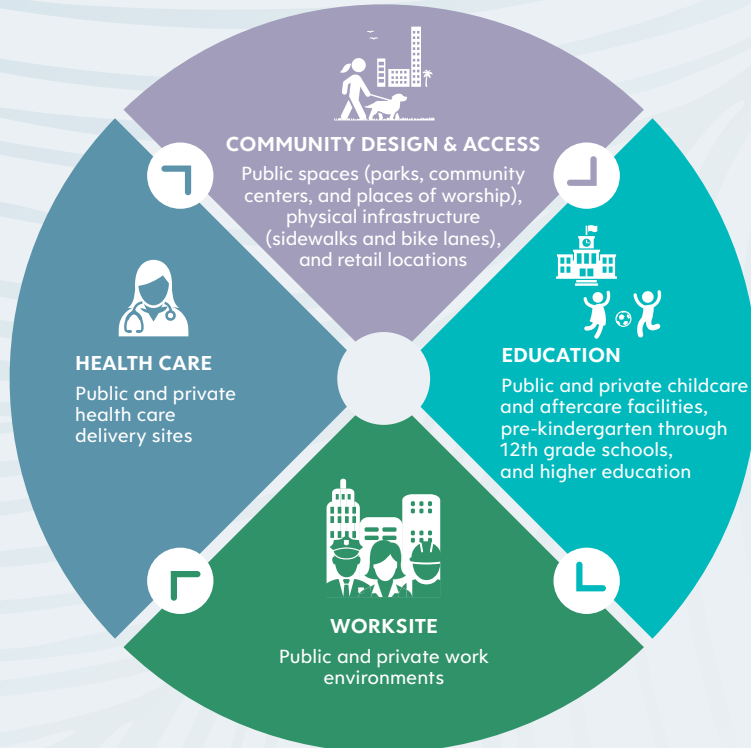 COMMUNITY DESIGN & ACCESS
Public spaces (parks, community
centers, and places of worship),
physical infrastructure
(sidewalks and bike lanes),
and retail locations
EDUCATION
Public and private childcare
and aftercare facilities,
pre-kindergarten through
12th grade schools,
and higher education
WORKSITE
Public and private work
environments
HEALTH CARE
Public and private
health care
delivery sites